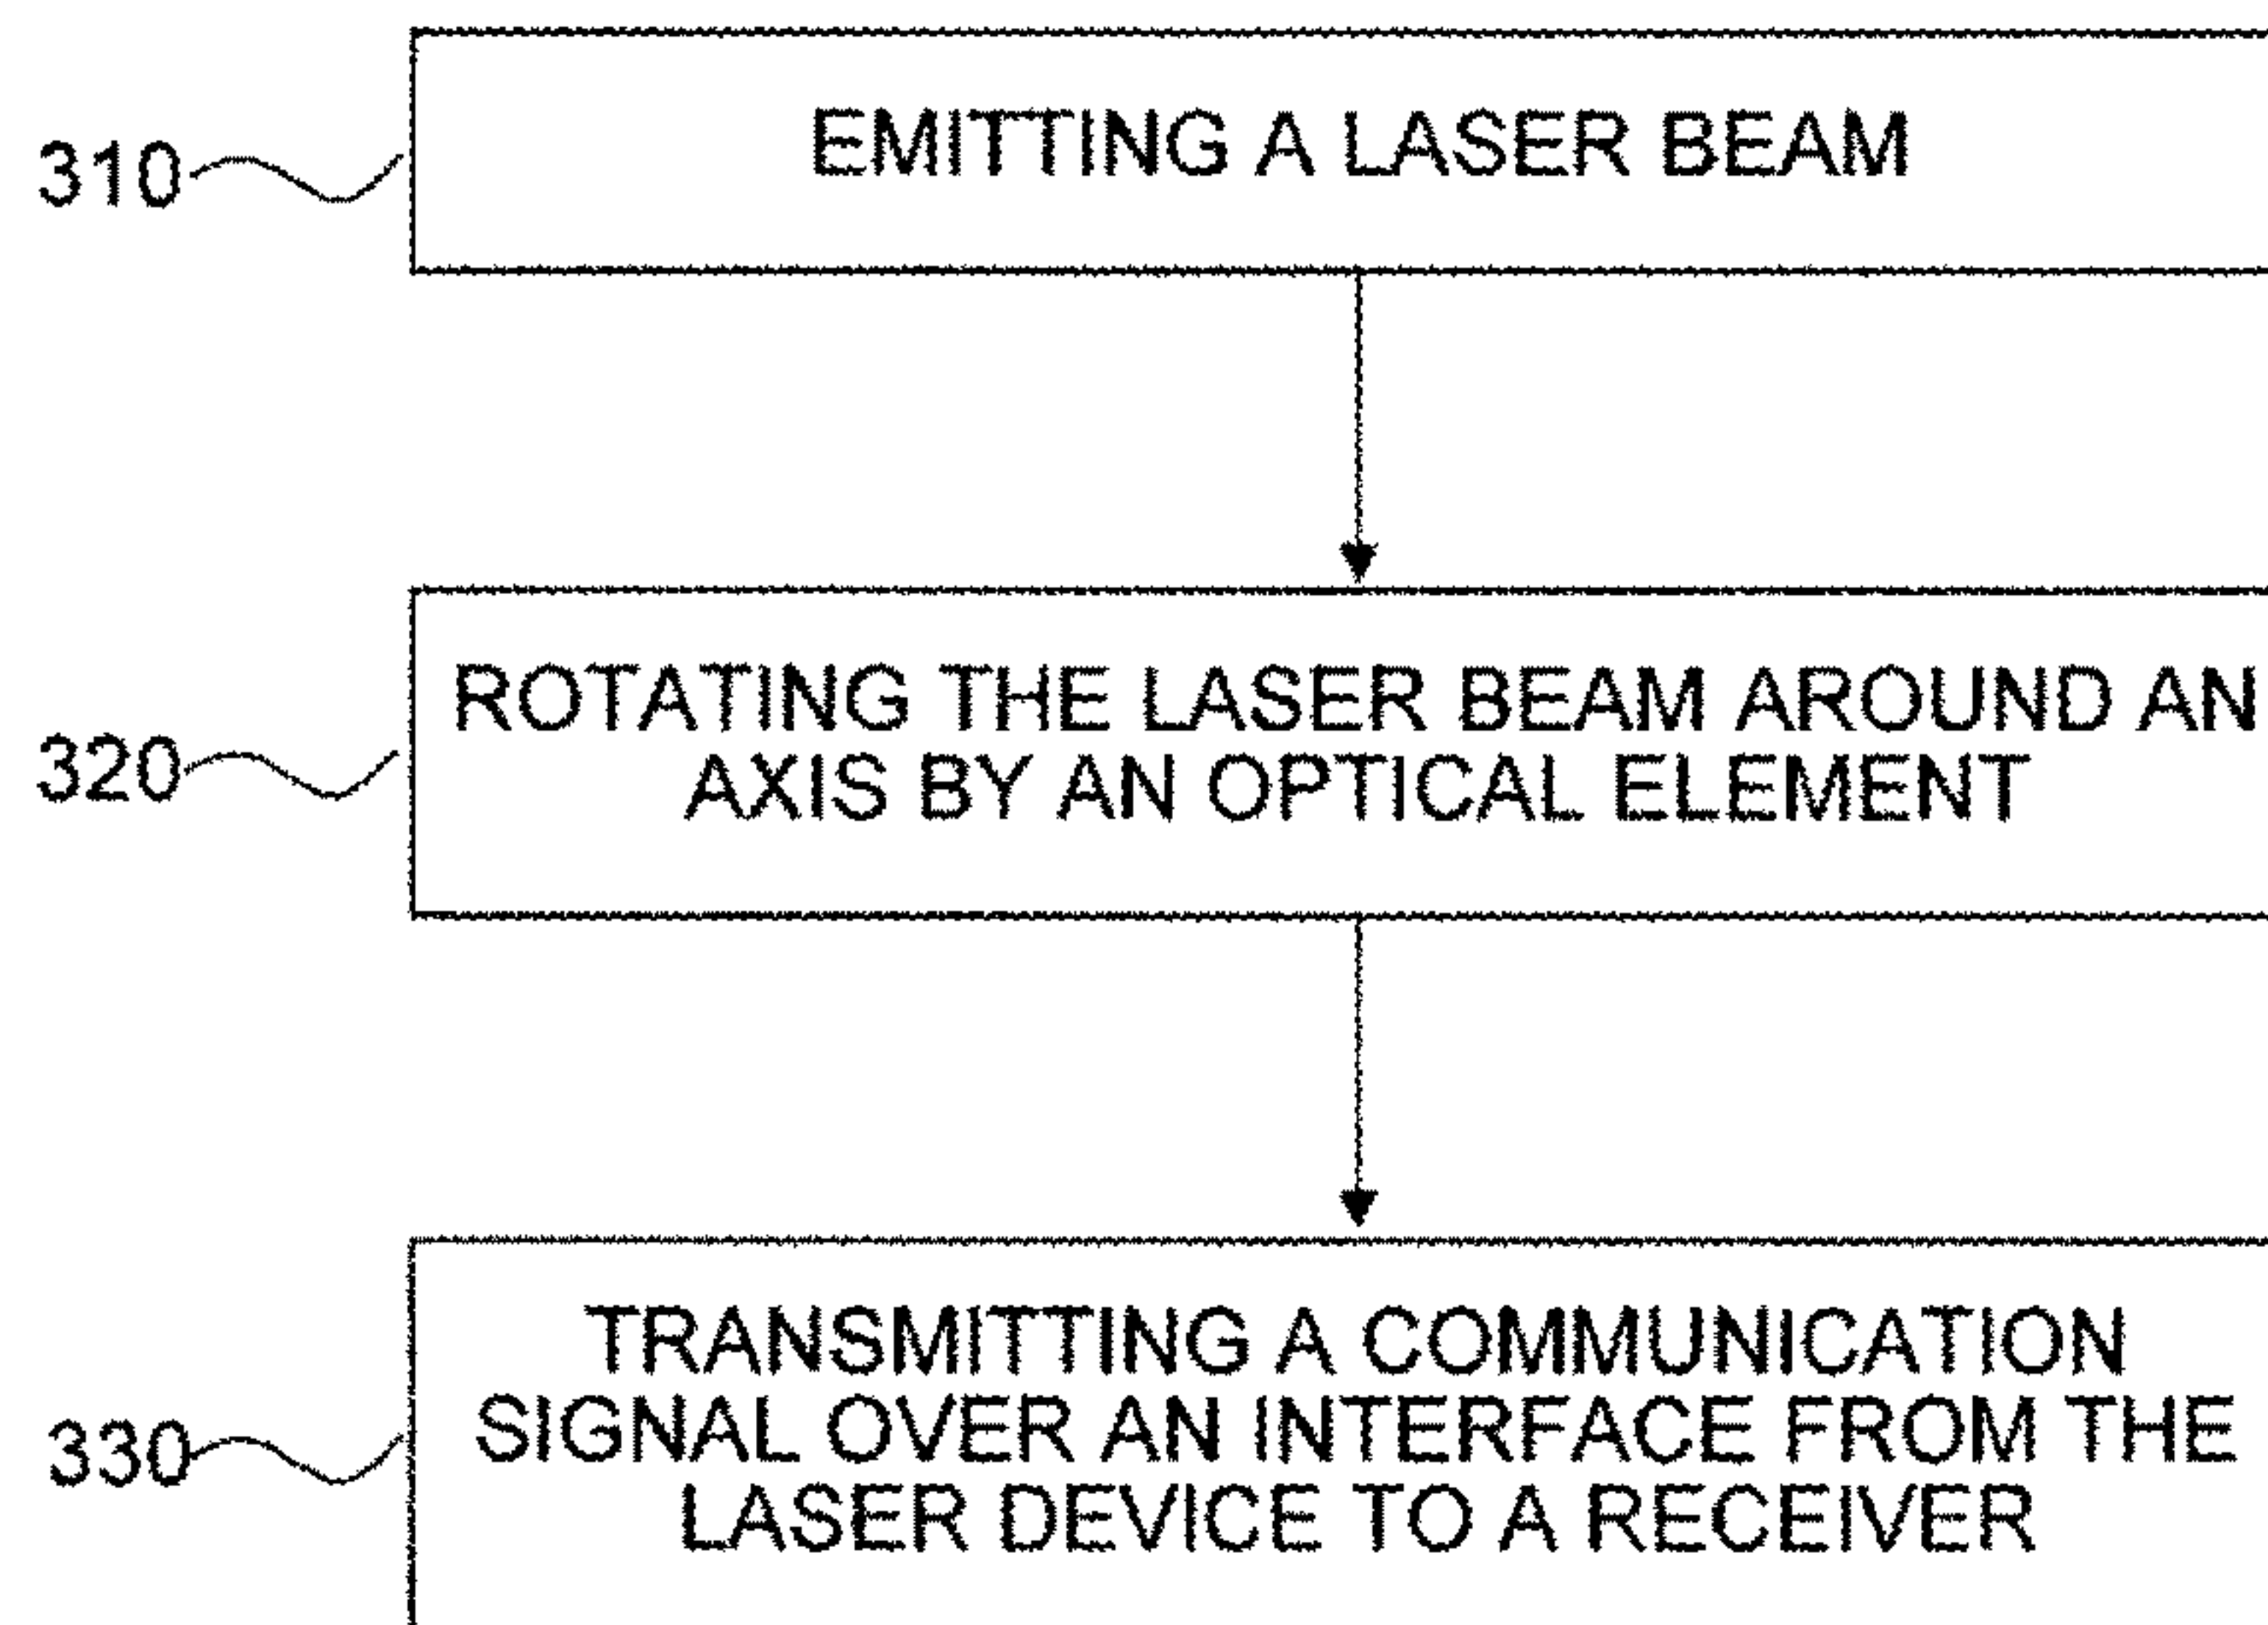 310
EMITTING A LASER BEAM
320
ROTATING THE LASER BEAM AROUND AN
AXIS BY AN OPTICAL ELEMENT
330
TRANSMITTING A COMMUNICATION
SIGNAL OVER AN INTERFACE FROM THE
LASER DEVICE TO A RECEIVER